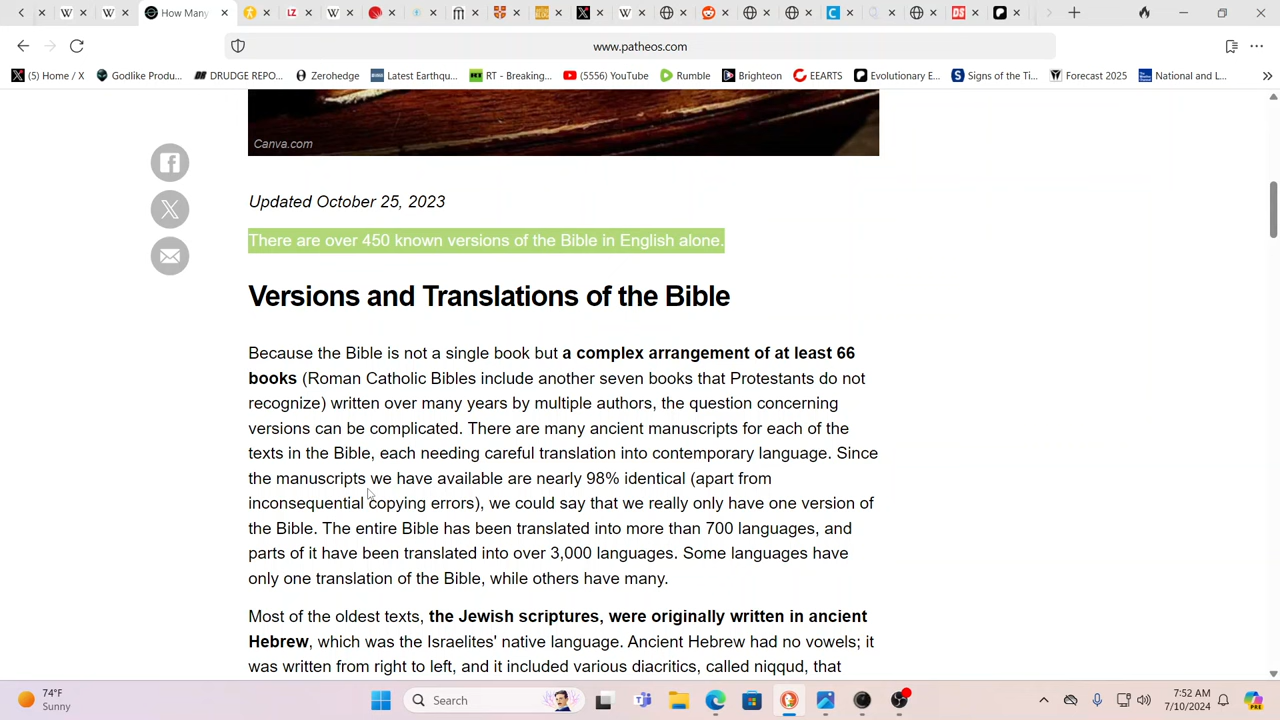 How Many
www.patheos.com
(5) Home / X
Godlike Produ...
DRUDGE REPO...
Zerohedge
Latest Earthqu...
RT - Breaking...
(5556) YouTube
Rumble
Brighteon
EEARTS
Evolutionary E...
Signs of the Ti...
Forecast 2025
National and L...
Canva.com
Updated October 25, 2023
There are over 450 known versions of the Bible in English alone.
Versions and Translations of the Bible
Because the Bible is not a single book but a complex arrangement of at least 66
books (Roman Catholic Bibles include another seven books that Protestants do not
recognize) written over many years by multiple authors, the question concerning
versions can be complicated. There are many ancient manuscripts for each of the
texts in the Bible, each needing careful translation into contemporary language. Since
the manuscripts we have available are nearly 98% identical (apart from
inconsequential copying errors), we could say that we really only have one version of
the Bible. The entire Bible has been translated into more than 700 languages, and
parts of it have been translated into over 3,000 languages. Some languages have
only one translation of the Bible, while others have many.
Most of the oldest texts, the Jewish scriptures, were originally written in ancient
Hebrew, which was the Israelites' native language. Ancient Hebrew had no vowels; it
was written from right to left, and it included various diacritics, called niqqud, that
74°F
Sunny
Search
7:52 AM
7/10/2024